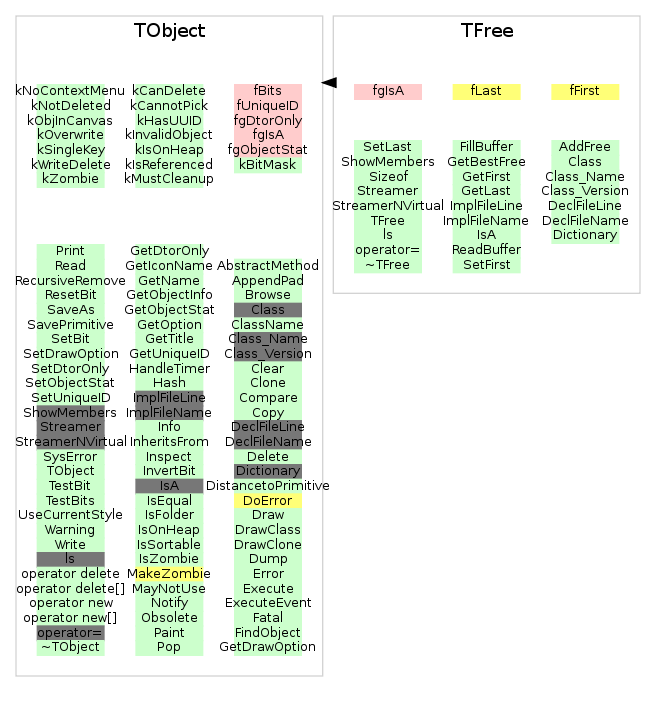 TObject
kNoContextMenu
kNotDeleted
kObjInCanvas
kOverwrite
kSingleKey
kWriteDelete
kZombie
kCanDelete
kCannotPick
kHasUUID
kInvalidObject
kIsOnHeap
kIsReferenced
kMustCleanup
fBits
fUniqueID
fgDtorOnly
fgIsA
fgObjectStat
kBitMask
Print
Read
RecursiveRemove
ResetBit
SaveAs
SavePrimitive
SetBit
SetDrawOption
SetDtorOnly
SetObjectStat
SetUniqueID
ShowMembers
Streamer
StreamerNVirtual
SysError
TObject
TestBit
TestBits
UseCurrentStyle
Warning
Write
ls
operator delete
operator delete[]
operator new
operator new[]
operator=
~TObject
GetDtorOnly
GetIconName
GetName
GetObjectInfo
GetObjectStat
GetOption
GetTitle
GetUniqueID
HandleTimer
Hash
ImplFileLine
ImplFileName
Info
InheritsFrom
Inspect
InvertBit
IsA
IsEqual
IsFolder
IsOnHeap
IsSortable
IsZombie
MakeZombie
MayNotUse
Notify
Obsolete
Paint
Pop
AbstractMethod
AppendPad
Browse
Class
ClassName
Class_Name
Class_Version
Clear
Clone
Compare
Copy
DeclFileLine
DeclFileName
Delete
Dictionary
DistancetoPrimitive
DoError
Draw
DrawClass
DrawClone
Dump
Error
Execute
ExecuteEvent
Fatal
FindObject
GetDrawOption
TFree
fgIsA
fLast
fFirst
SetLast
ShowMembers
Sizeof
Streamer
StreamerNVirtual
TFree
ls
operator=
~TFree
FillBuffer
GetBestFree
GetFirst
GetLast
ImplFileLine
ImplFileName
IsA
ReadBuffer
SetFirst
AddFree
Class
Class_Name
Class_Version
DeclFileLine
DeclFileName
Dictionary